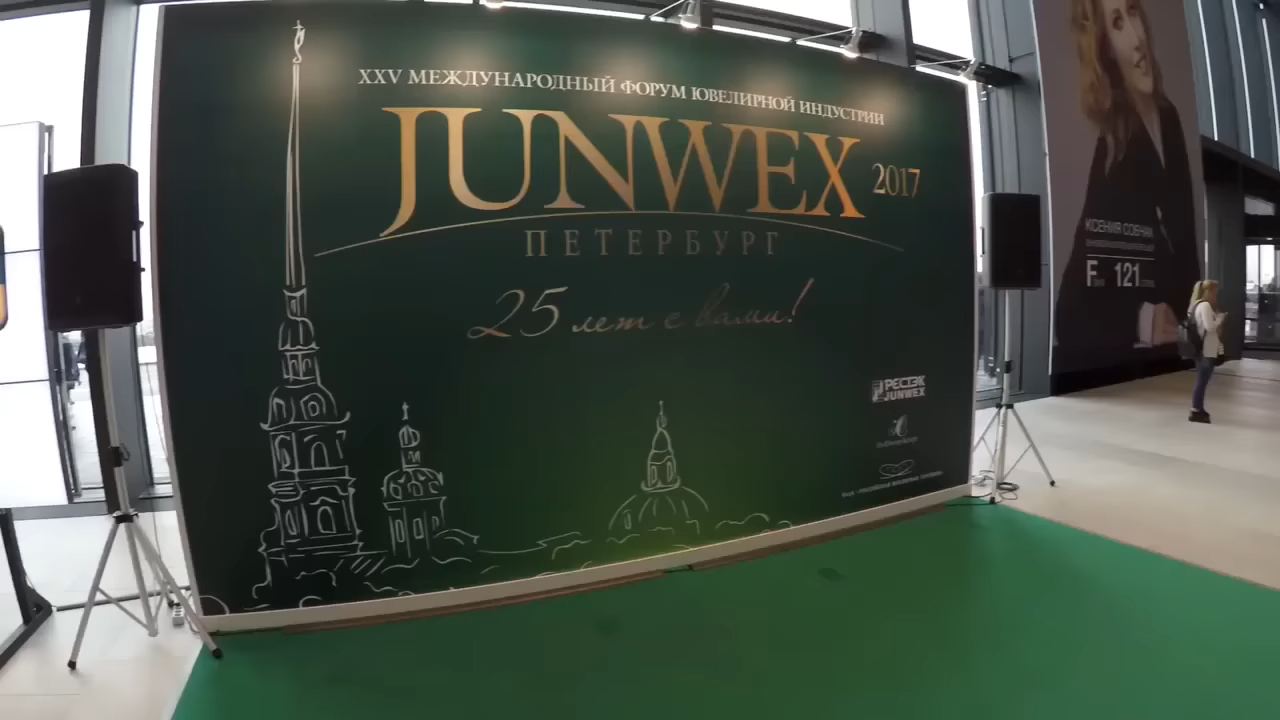 XXV МЕЖДУНАРОДНЫЙ ФОРУМ ЮВЕЛИРНОЙ ИНДУСТРИИ
JUNWEX 2017
ПЕТЕРБУРГ
25 лет с вами!
РЕСТЭК
JUNWEX
КСЕНИЯ СОБЧАК
F 121